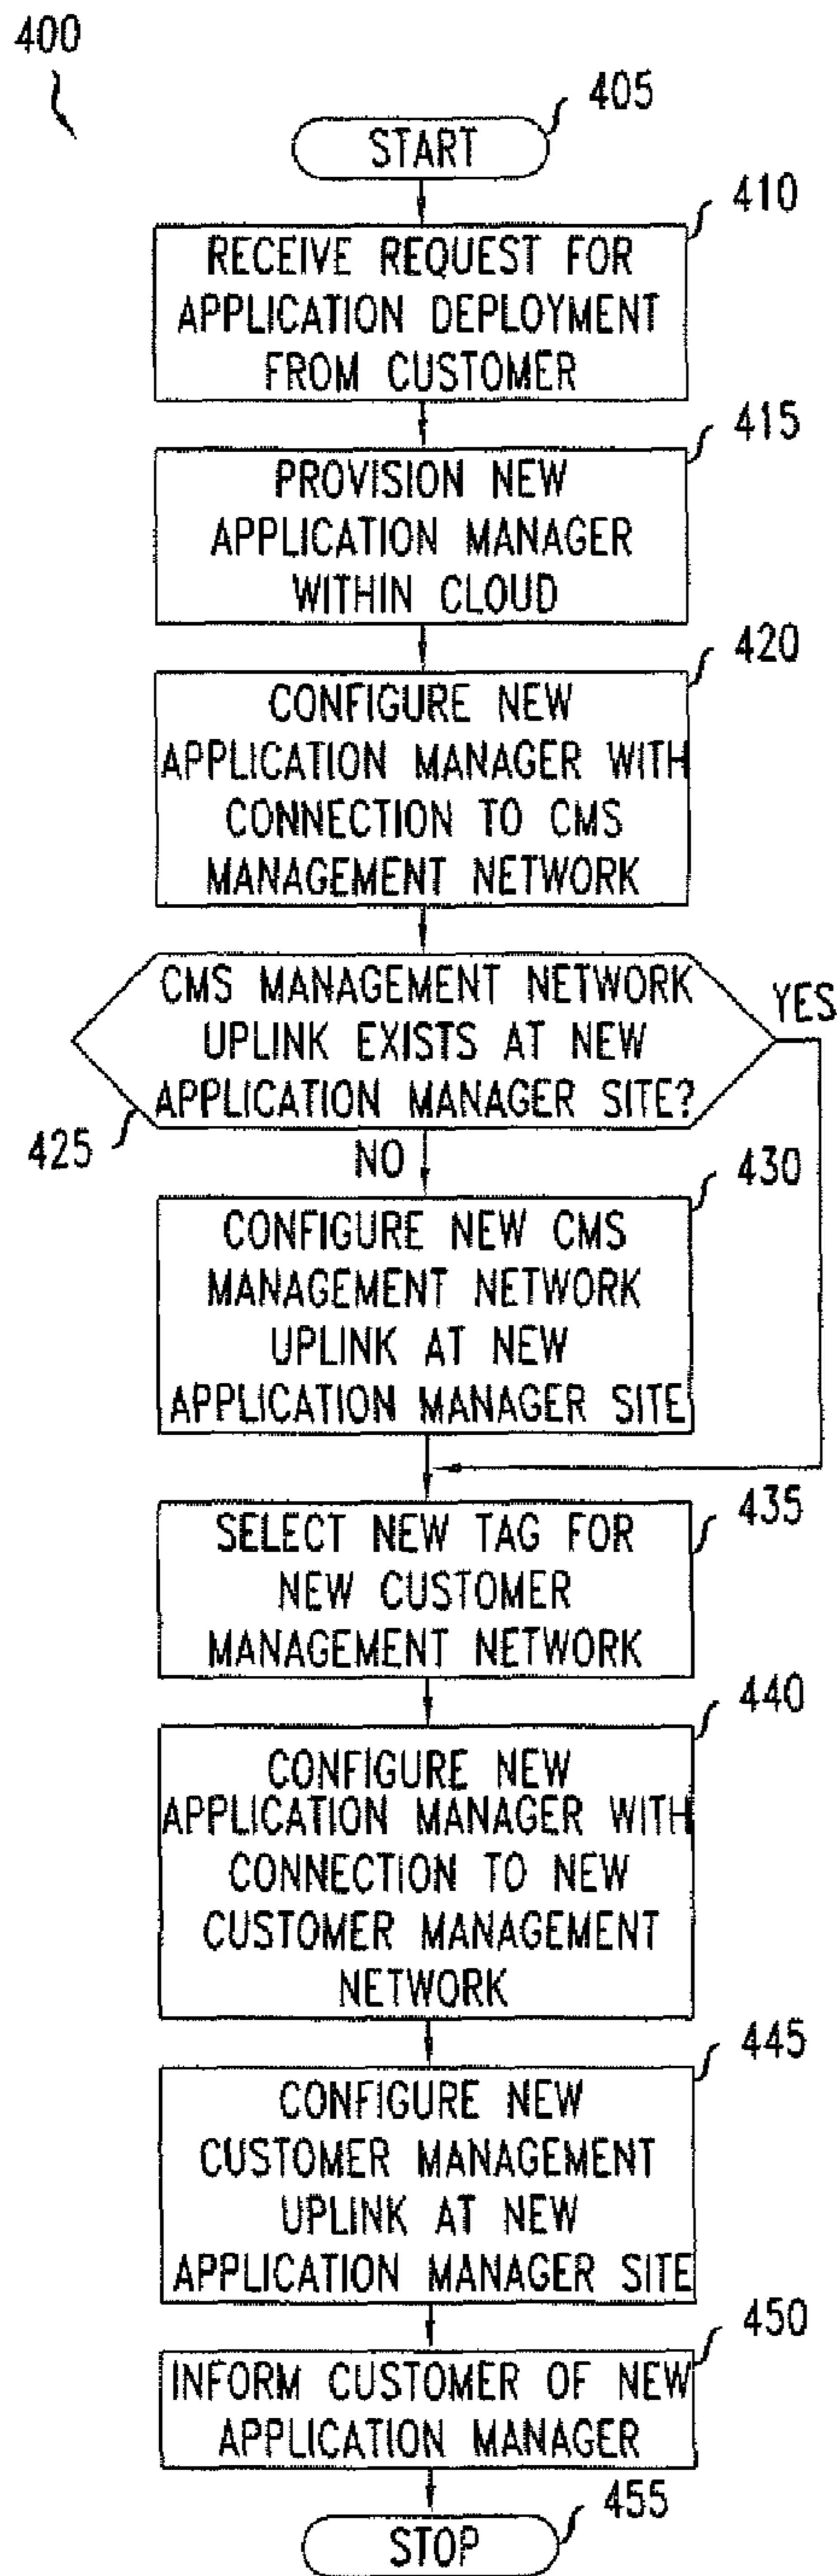 400
405
START
410
RECEIVE REQUEST FOR
APPLICATION DEPLOYMENT
FROM CUSTOMER
415
PROVISION NEW
APPLICATION MANAGER
WITHIN CLOUD
420
CONFIGURE NEW
APPLICATION MANAGER WITH
CONNECTION TO CMS
MANAGEMENT NETWORK
CMS MANAGEMENT NETWORK
UPLINK EXISTS AT NEW
APPLICATION MANAGER SITE?
YES
425
NO
430
CONFIGURE NEW CMS
MANAGEMENT NETWORK
UPLINK AT NEW
APPLICATION MANAGER SITE
435
SELECT NEW TAG FOR
NEW CUSTOMER
MANAGEMENT NETWORK
440
CONFIGURE NEW
APPLICATION MANAGER WITH
CONNECTION TO NEW
CUSTOMER MANAGEMENT
NETWORK
445
CONFIGURE NEW
CUSTOMER MANAGEMENT
UPLINK AT NEW
APPLICATION MANAGER SITE
450
INFORM CUSTOMER OF NEW
APPLICATION MANAGER
455
STOP